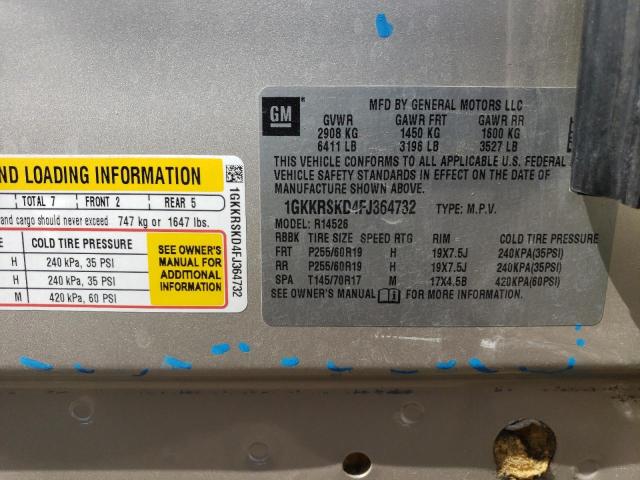 ND LOADING INFORMATION
TOTAL 7 FRONT 2 REAR 5
and cargo should never exceed 747 kg or 1647 lbs.
COLD TIRE PRESSURE
H 240 kPa, 35 PSI
H 240 kPa, 35 PSI
M 420 kPa, 60 PSI
SEE OWNER'S
MANUAL FOR
ADDITIONAL
INFORMATION
1GKKRSKD4FJ364732
GM
MFD BY GENERAL MOTORS LLC
GVWR GAWR FRT GAWR RR
2908 KG 1450 KG 1600 KG
6411 LB 3196 LB 3527 LB
THIS VEHICLE CONFORMS TO ALL APPLICABLE U.S. FEDERAL
VEHICLE SAFETY STANDARDS IN EFFECT ON THE DATE OF
MANUFACTURE SHOWN ABOVE.
1GKKRSKD4FJ364732 TYPE: M.P.V.
MODEL: R14526
RBBK TIRE SIZE SPEED RTG RIM COLD TIRE PRESSURE
FRT P255/60R19 H 19X7.5J 240KPA(35PSI)
RR P255/60R19 H 19X7.5J 240KPA(35PSI)
SPA T145/70R17 M 17X4.5B 420KPA(60PSI)
SEE OWNER'S MANUAL FOR MORE INFORMATION.